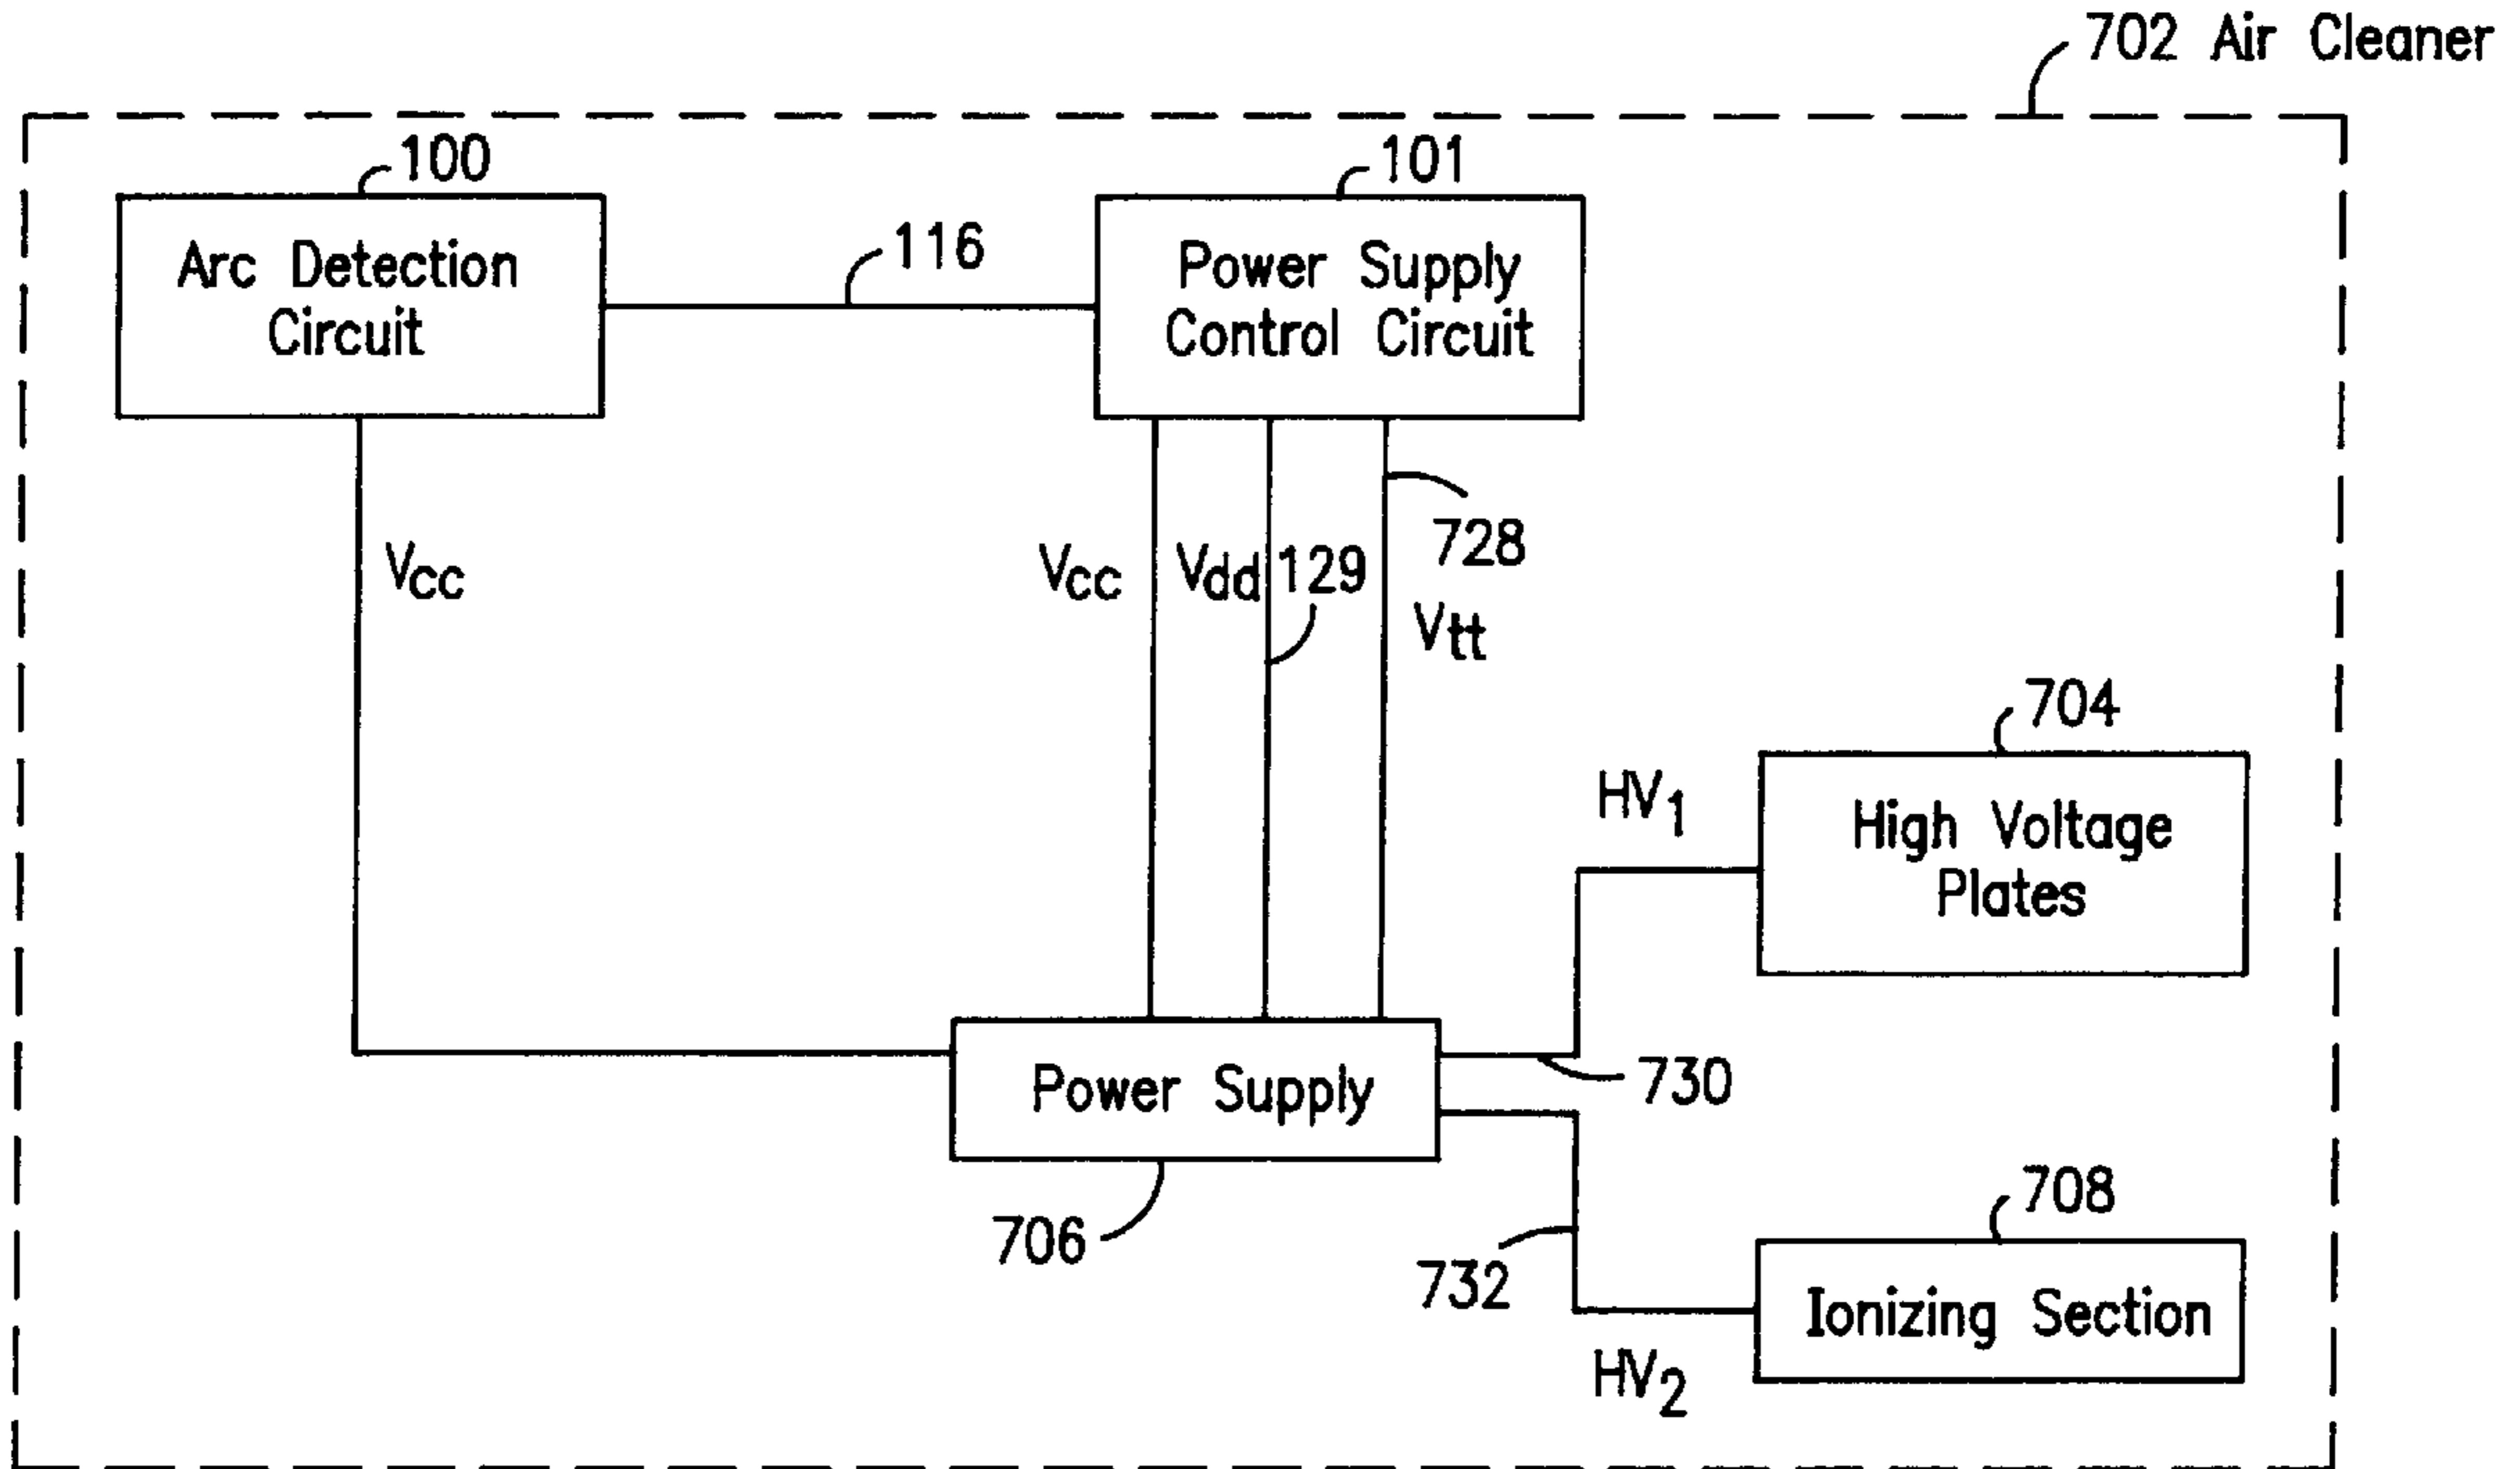 702 Air Cleaner
100
101
Arc Detection
Circuit
116
Power Supply
Control Circuit
Vcc
Vcc
Vdd
129
728
Vtt
704
HV1
High Voltage
Plates
Power Supply
730
706
732
708
Ionizing Section
HV2